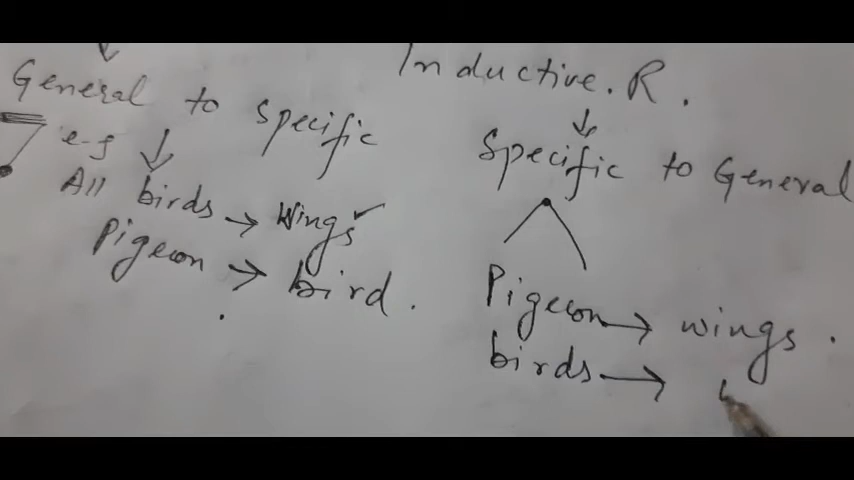 General to specific
e-g
All birds → Wings ✓
Pigeon → bird.
Inductive. R.
Specific to General
Pigeon → wings.
birds →